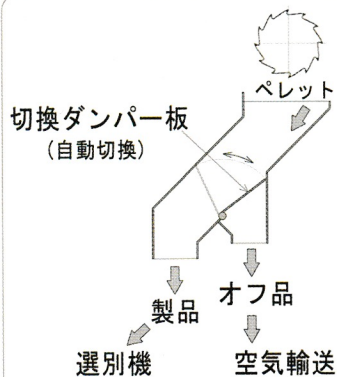 ペレット
切換ダンパー板
(自動切換)
製品
オフ品
選別機
空気輸送